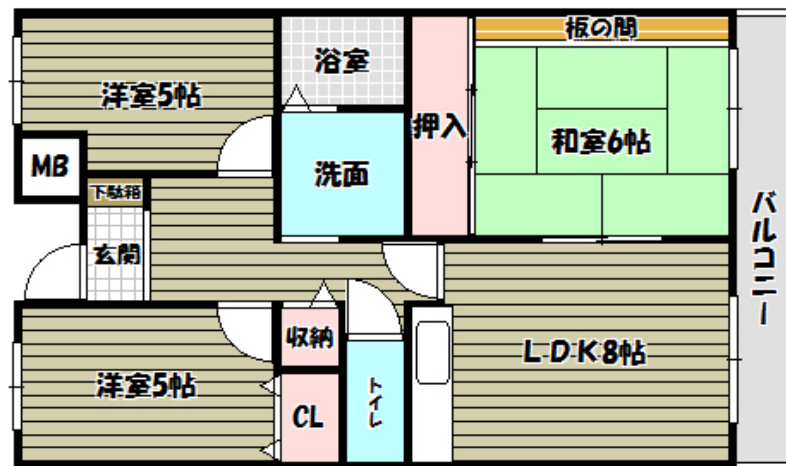 板の間
浴室
洋室5帖
押入
和室6帖
MB
洗面
下駄箱
玄関
バルコニー
収納
LDK8帖
洋室5帖
トイレ
CL